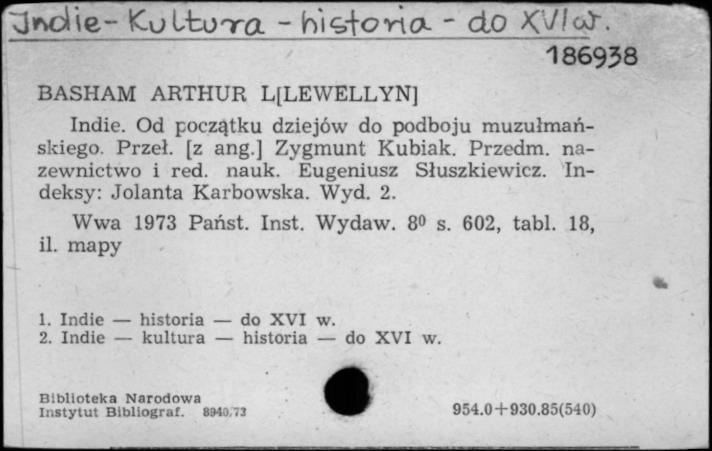 Indie - Kultura - historia - do XVI w.
186938
BASHAM ARTHUR L[LEWELLYN]
Indie. Od początku dziejów do podboju muzułmań-
skiego. Przeł. [z ang.] Zygmunt Kubiak. Przedm. na-
zewnictwo i red. nauk. Eugeniusz Słuszkiewicz. In-
deksy: Jolanta Karbowska. Wyd. 2.
Wwa 1973 Państ. Inst. Wydaw. 8⁰ s. 602, tabl. 18,
il. mapy
1. Indie — historia — do XVI w.
2. Indie — kultura — historia — do XVI w.
Biblioteka Narodowa
Instytut Bibliograf. 8940/73
954.0+930.85(540)